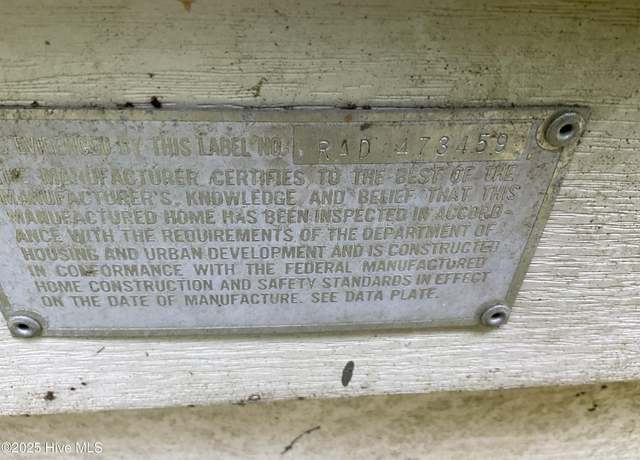 BY THIS LABEL NO. RAD 473459
THE MANUFACTURER CERTIFIES TO THE BEST OF THE
MANUFACTURER'S KNOWLEDGE AND BELIEF THAT THIS
MANUFACTURED HOME HAS BEEN INSPECTED IN ACCORD-
ANCE WITH THE REQUIREMENTS OF THE DEPARTMENT OF
HOUSING AND URBAN DEVELOPMENT AND IS CONSTRUCTED
IN CONFORMANCE WITH THE FEDERAL MANUFACTURED
HOME CONSTRUCTION AND SAFETY STANDARDS IN EFFECT
ON THE DATE OF MANUFACTURE. SEE DATA PLATE.
©2025 Hive MLS